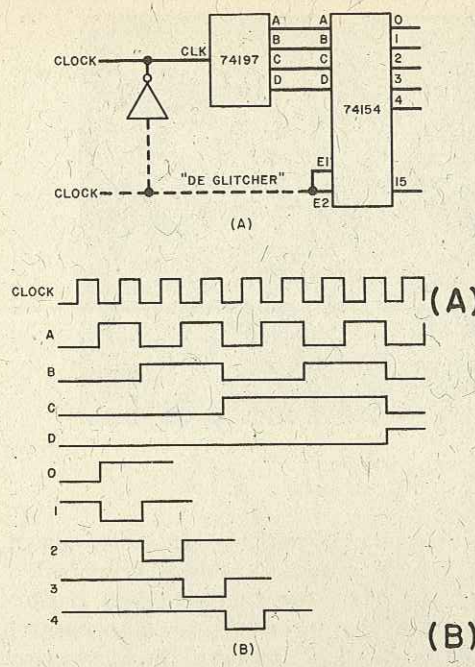 CLOCK
CLK
74197
A A
B B
C C
D D
74154
0
1
2
3
4
15
E1
E2
CLOCK
"DE GLITCHER"
(A)
CLOCK
(A)
A
B
C
D
0
1
2
3
4
(B)
(B)